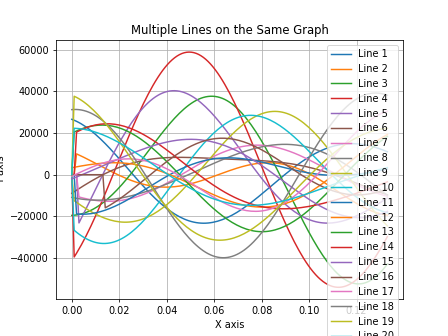 Multiple Lines on the Same Graph
60000
40000
20000
0
−20000
−40000
0.00
0.02
0.04
0.06
0.08
0.10
X axis
Line 1
Line 2
Line 3
Line 4
Line 5
Line 6
Line 7
Line 8
Line 9
Line 10
Line 11
Line 12
Line 13
Line 14
Line 15
Line 16
Line 17
Line 18
Line 19
Line 20